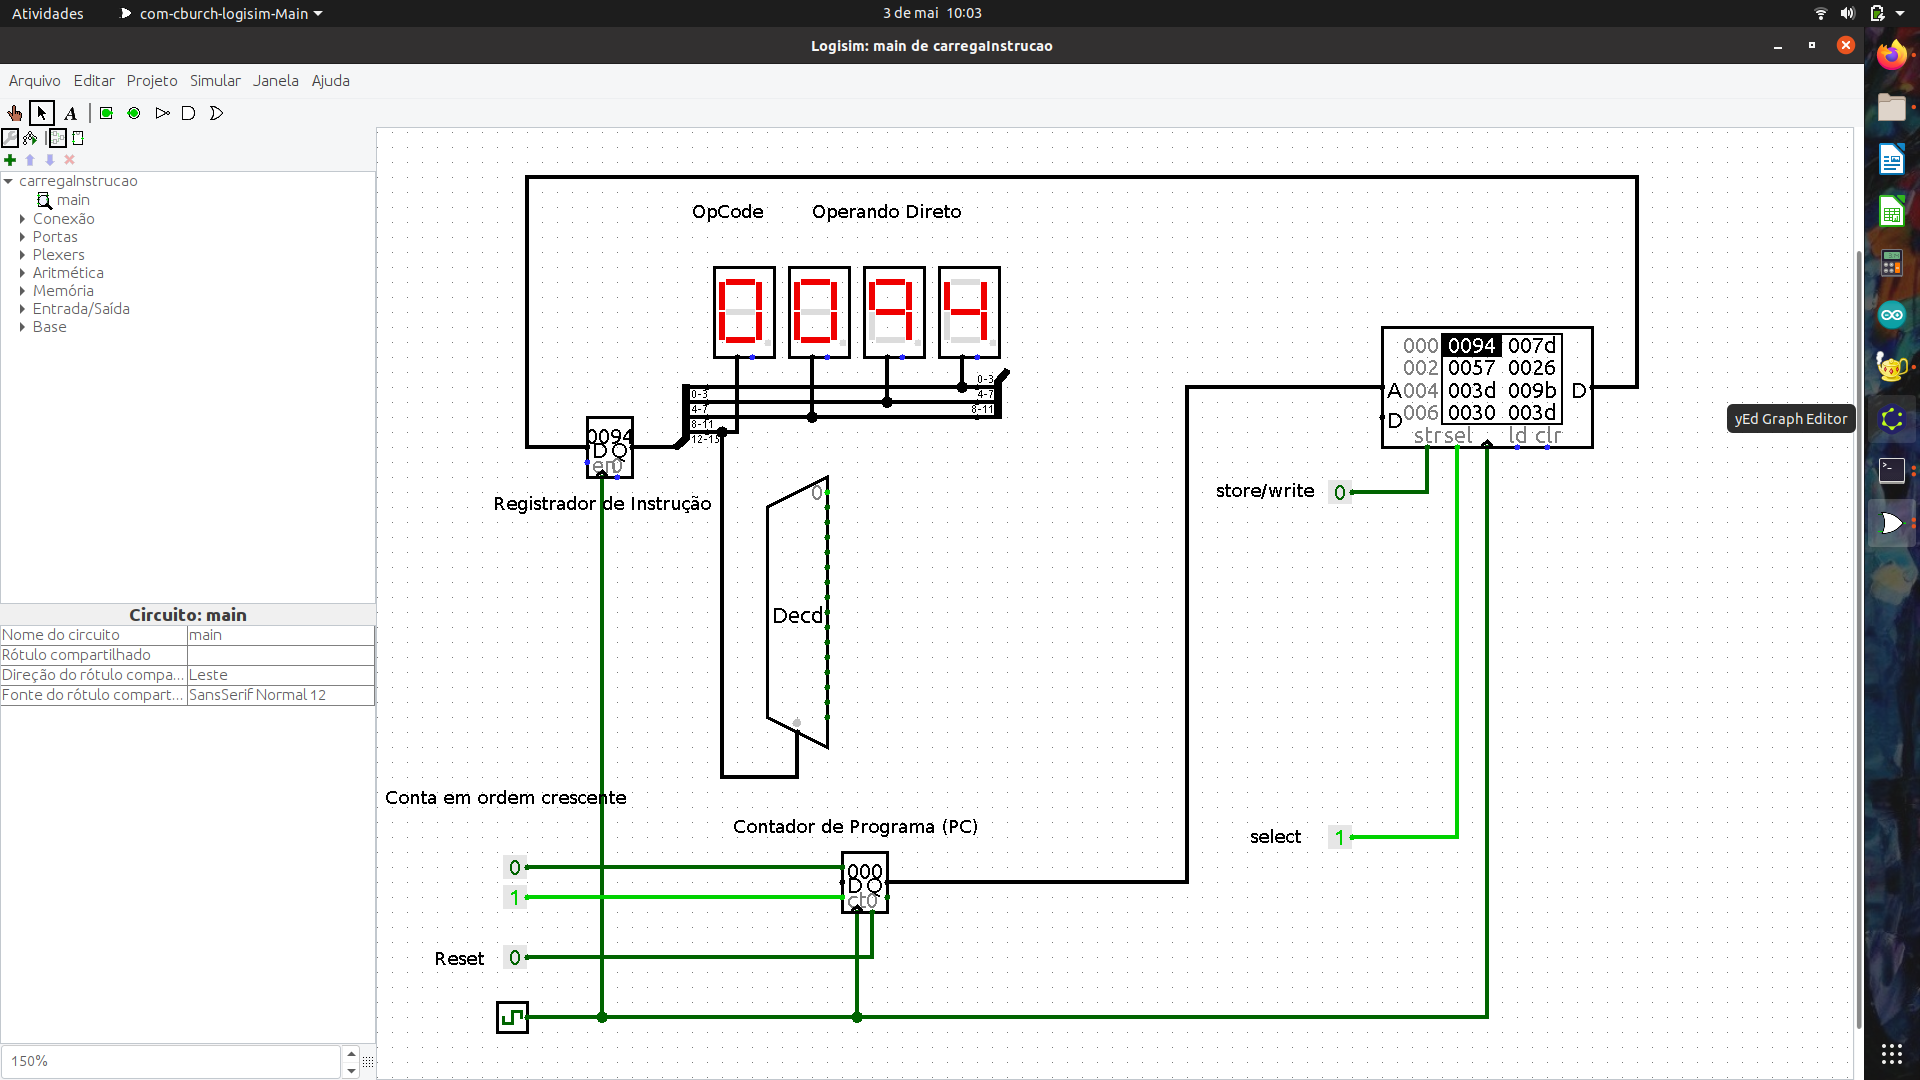 Atividades
com-cburch-logisim-Main
3 de mai 10:03
Logisim: main de carregaInstrucao
Arquivo Editar Projeto Simular Janela Ajuda
A
carregaInstrucao
main
Conexão
Portas
Plexers
Aritmética
Memória
Entrada/Saída
Base
Circuito: main
Nome do circuito main
Rótulo compartilhado
Direção do rótulo compa... Leste
Fonte do rótulo compart... SansSerif Normal 12
150%
OpCode
Operando Direto
0 0 9 4
0-3
4-7
8-11
12-15
0-3
4-7
8-11
0094
D Q
en0
Registrador de Instrução
0
Decd
Conta em ordem crescente
Contador de Programa (PC)
0
1
000
D Q
ct0
Reset 0
000 0094 007d
002 0057 0026
A 004 003d 009b D
D 006 0030 003d
str sel ld clr
store/write 0
select 1
yEd Graph Editor